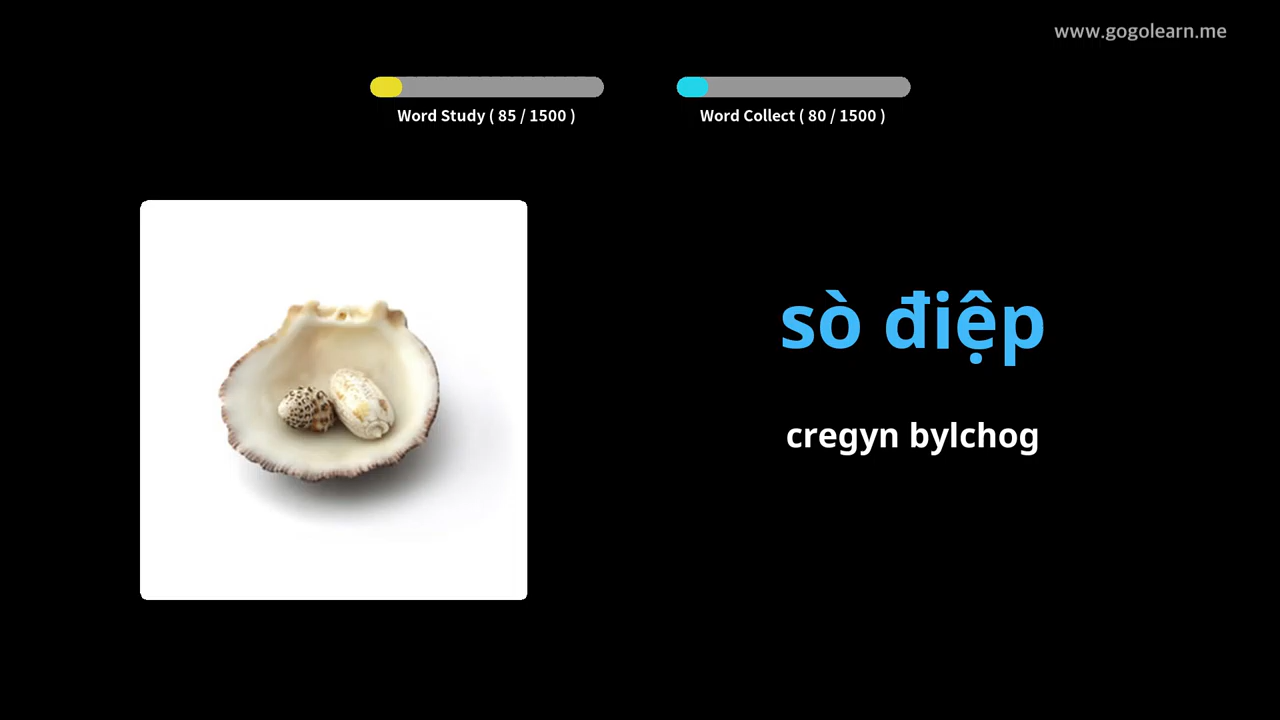 www.gogolearn.me
Word Study ( 85 / 1500 )
Word Collect ( 80 / 1500 )
sò điệp
cregyn bylchog